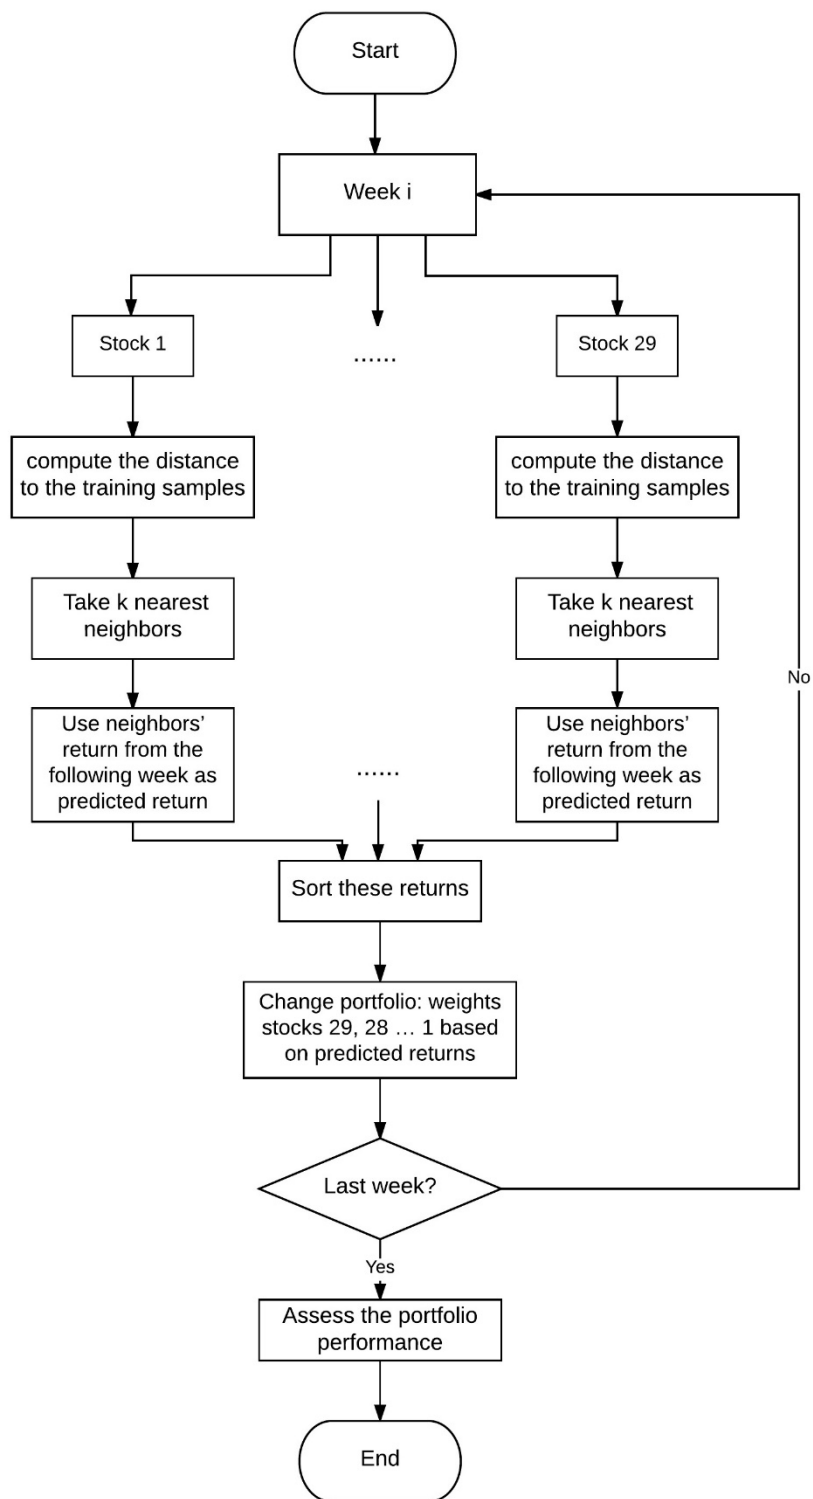 Start
Week i
Stock 1
......
Stock 29
compute the distance
to the training samples
compute the distance
to the training samples
Take k nearest
neighbors
Take k nearest
neighbors
No
Use neighbors’
return from the
following week as
predicted return
......
Use neighbors’
return from the
following week as
predicted return
Sort these returns
Change portfolio: weights
stocks 29, 28 … 1 based
on predicted returns
Last week?
Yes
Assess the portfolio
performance
End